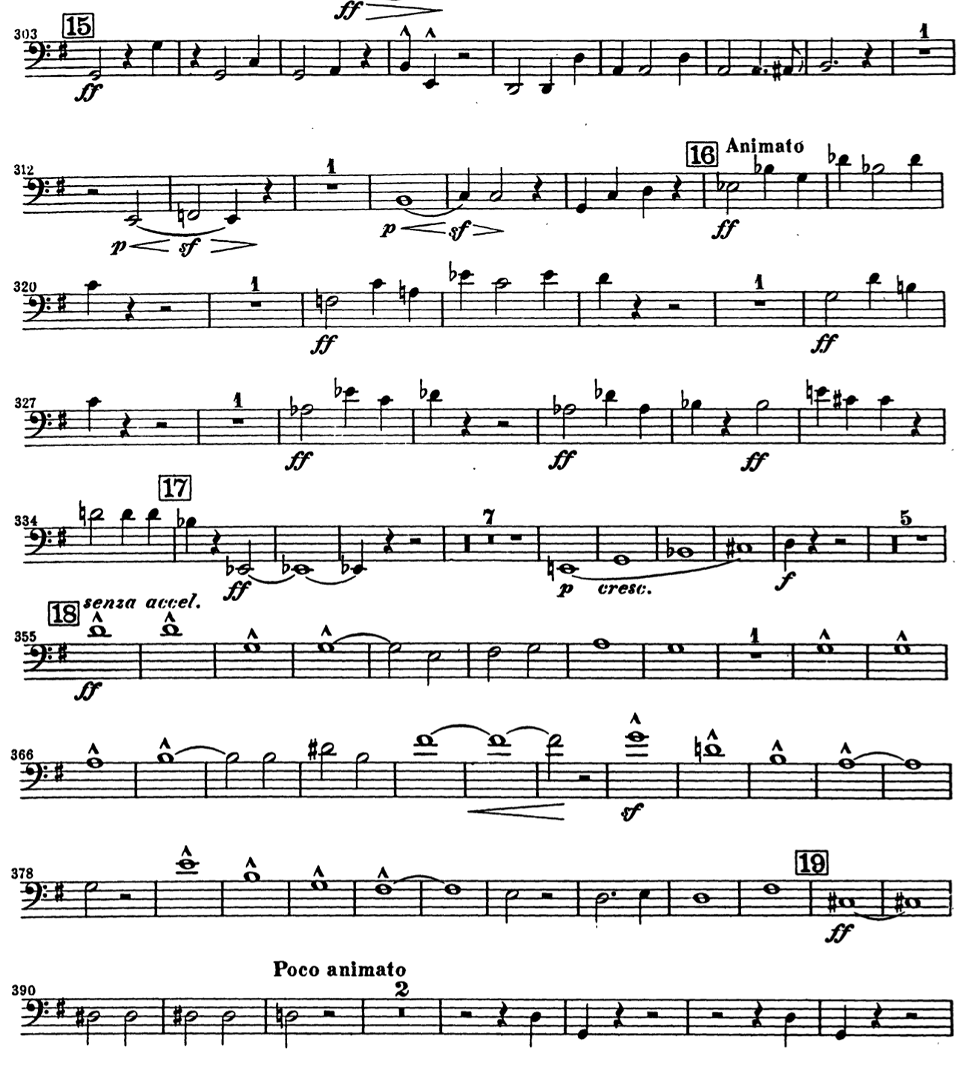 ff
15
303 1
ff
16 Animato
312 1
p sf p sf ff
320 1 1
ff ff
327 1
ff ff ff
17
334 7 5
ff p cresc. f
18 senza accel.
355 1
ff
366
sf
19
378
ff
Poco animato
390 2